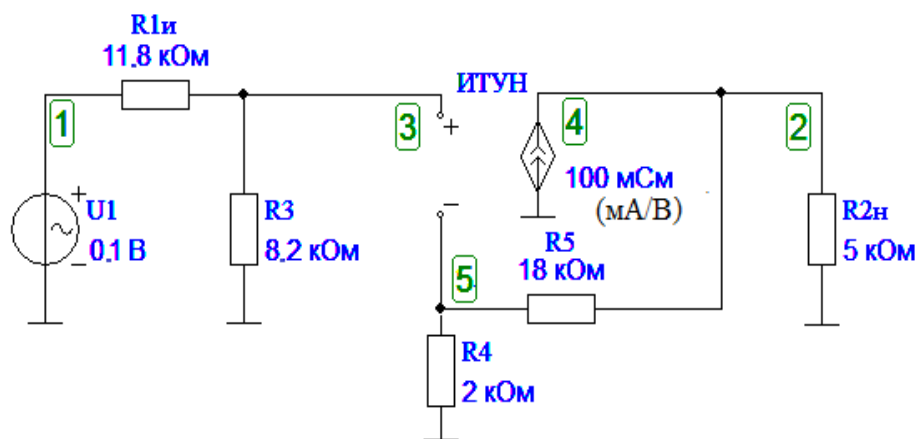 R1и
11.8 кОм
ИТУН
1
3
+
4
2
+
U1
0.1 В
−
R3
8.2 кОм
−
100 мСм
(мА/В)
R2н
5 кОм
R5
18 кОм
5
R4
2 кОм